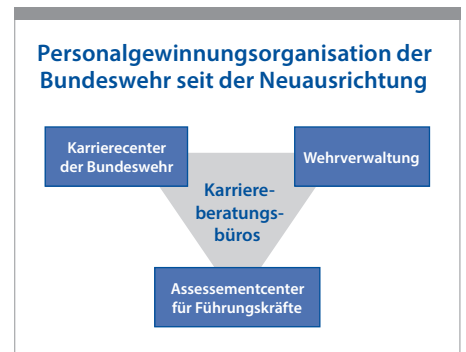 Personalgewinnungsorganisation der
Bundeswehr seit der Neuausrichtung
Karrierecenter
der Bundeswehr
Wehrverwaltung
Karriere-
beratungs-
büros
Assessementcenter
für Führungskräfte